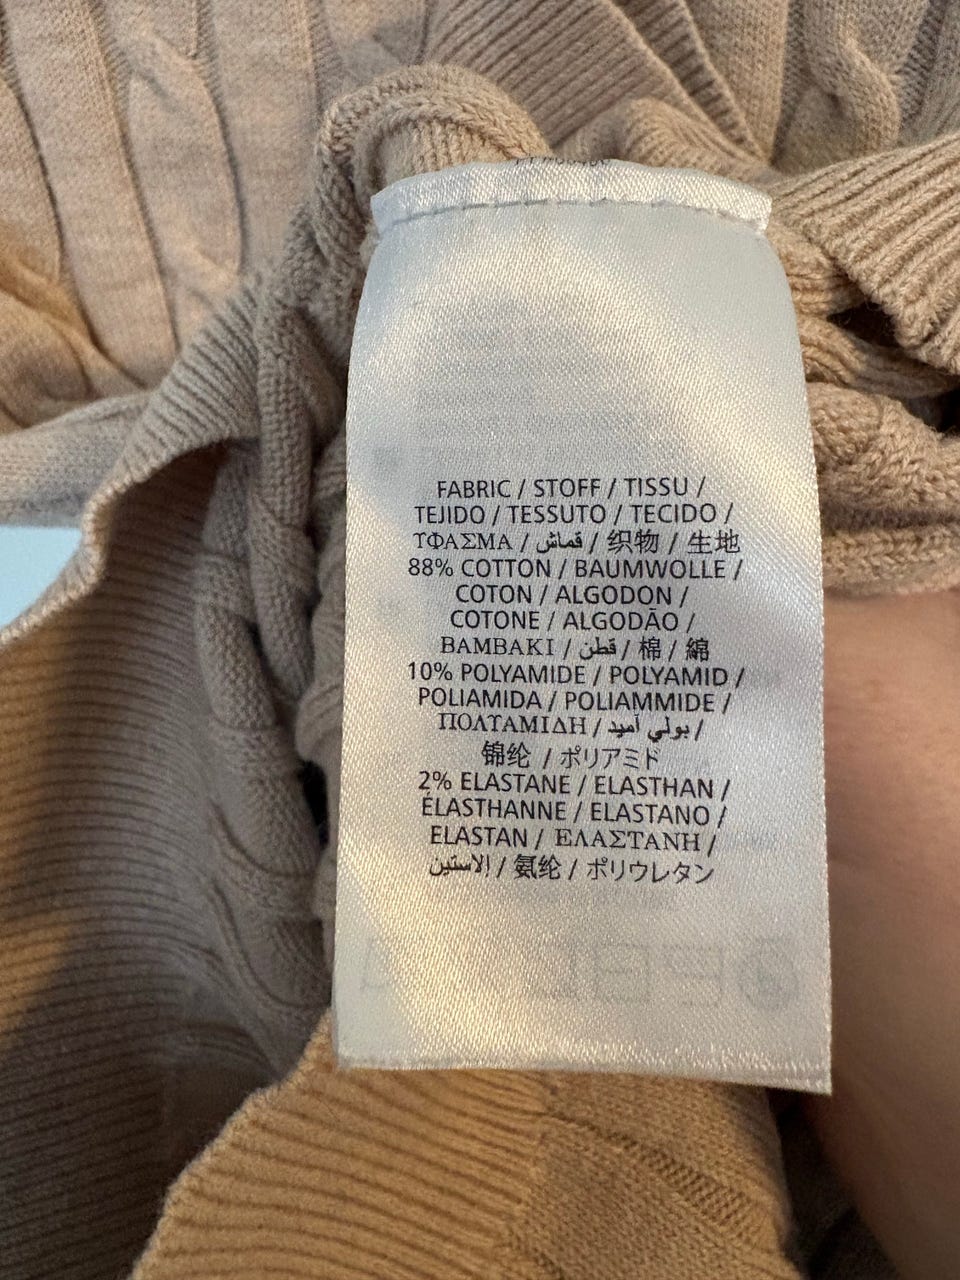 FABRIC / STOFF / TISSU /
TEJIDO / TESSUTO / TECIDO /
ΥΦΑΣΜΑ / قماش / 织物 / 生地
88% COTTON / BAUMWOLLE /
COTON / ALGODON /
COTONE / ALGODÃO /
ΒΑΜΒΑΚΙ / قطن / 棉 / 綿
10% POLYAMIDE / POLYAMID /
POLIAMIDA / POLIAMMIDE /
ΠΟΛΥΑΜΙΔΗ / بولي أميد /
锦纶 / ポリアミド
2% ELASTANE / ELASTHAN /
ÉLASTHANNE / ELASTANO /
ELASTAN / ΕΛΑΣΤΑΝΗ /
الاستين / 氨纶 / ポリウレタン